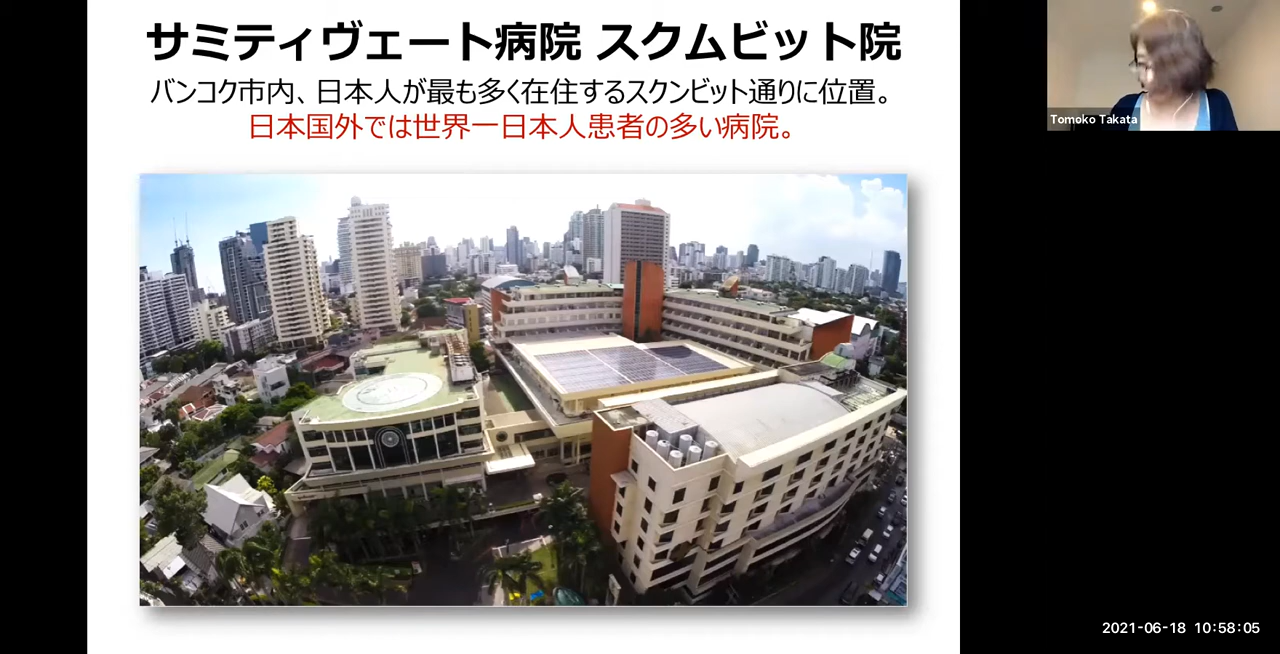 サミティヴェート病院 スクムビット院
バンコク市内、日本人が最も多く在住するスクンビット通りに位置。
日本国外では世界一日本人患者の多い病院。
Tomoko Takata
2021-06-18 10:58:05